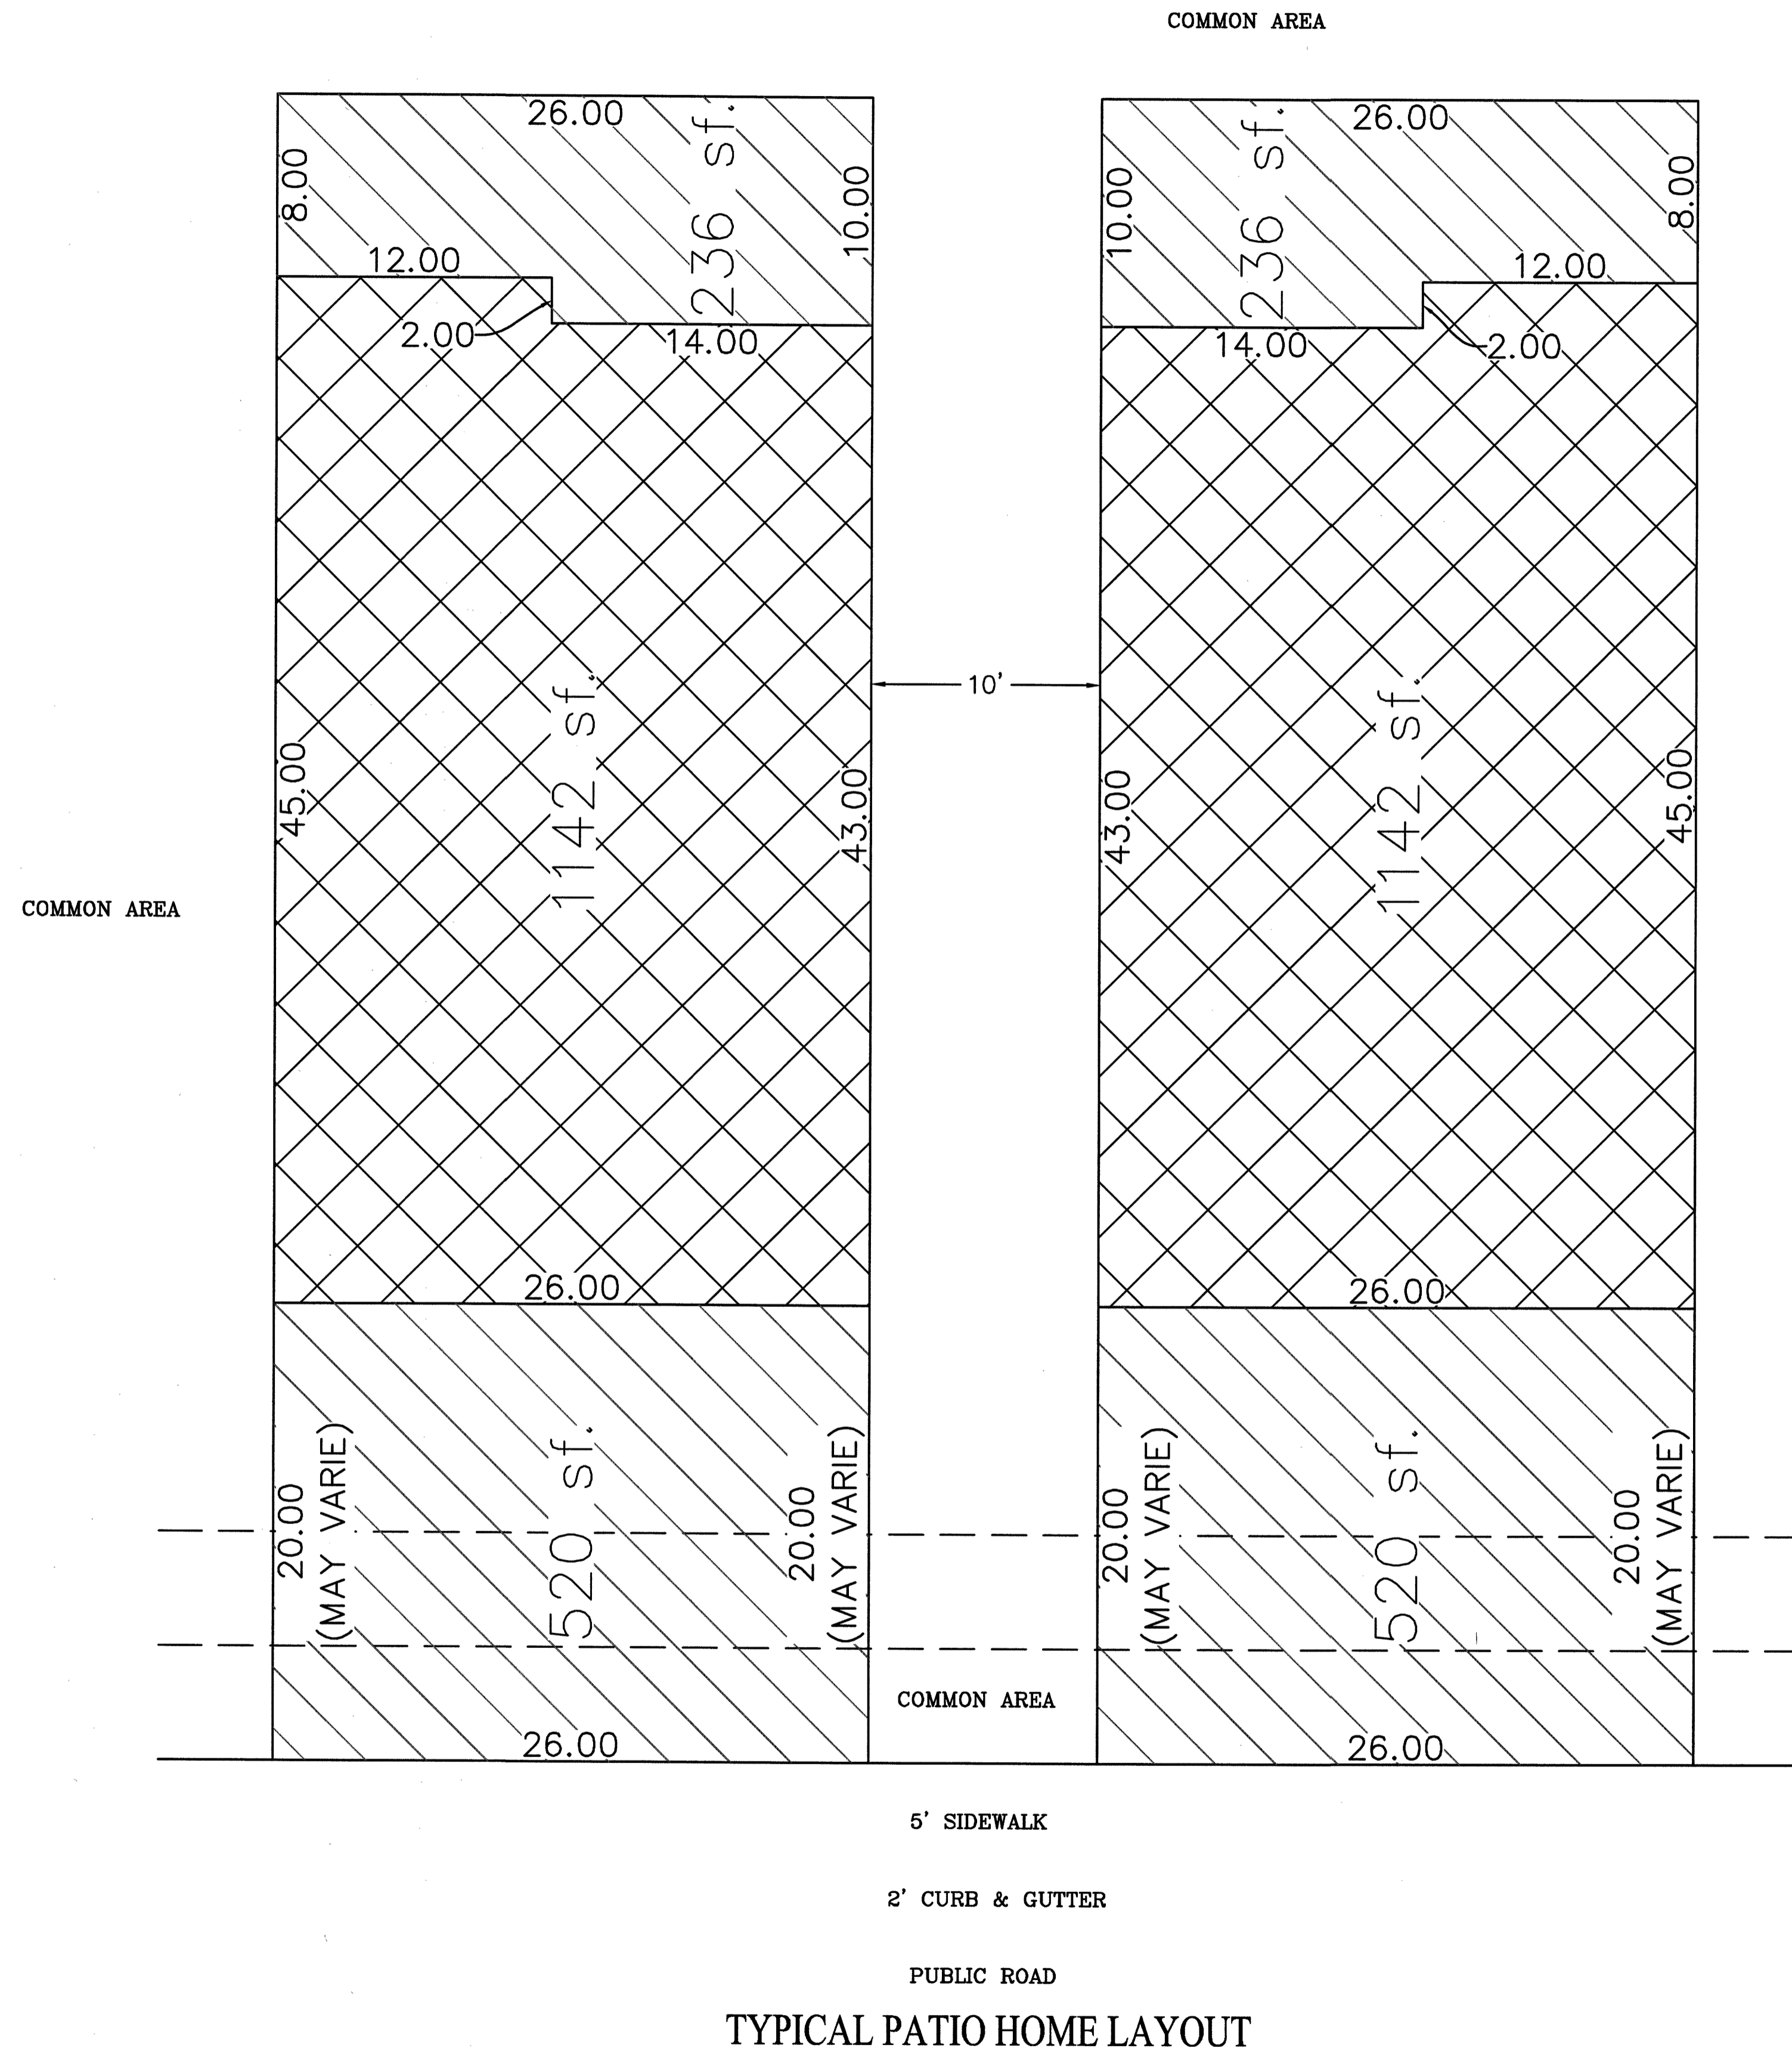 COMMON AREA
26.00
26.00
8.00
236 sf.
10.00
10.00
236 sf.
8.00
12.00
12.00
2.00
14.00
14.00
2.00
10'
1142 sf.
1142 sf.
45.00
43.00
43.00
45.00
COMMON AREA
26.00
26.00
20.00
(MAY VARIE)
520 sf.
20.00
(MAY VARIE)
20.00
(MAY VARIE)
520 sf.
20.00
(MAY VARIE)
COMMON AREA
26.00
26.00
5' SIDEWALK
2' CURB & GUTTER
PUBLIC ROAD
TYPICAL PATIO HOME LAYOUT